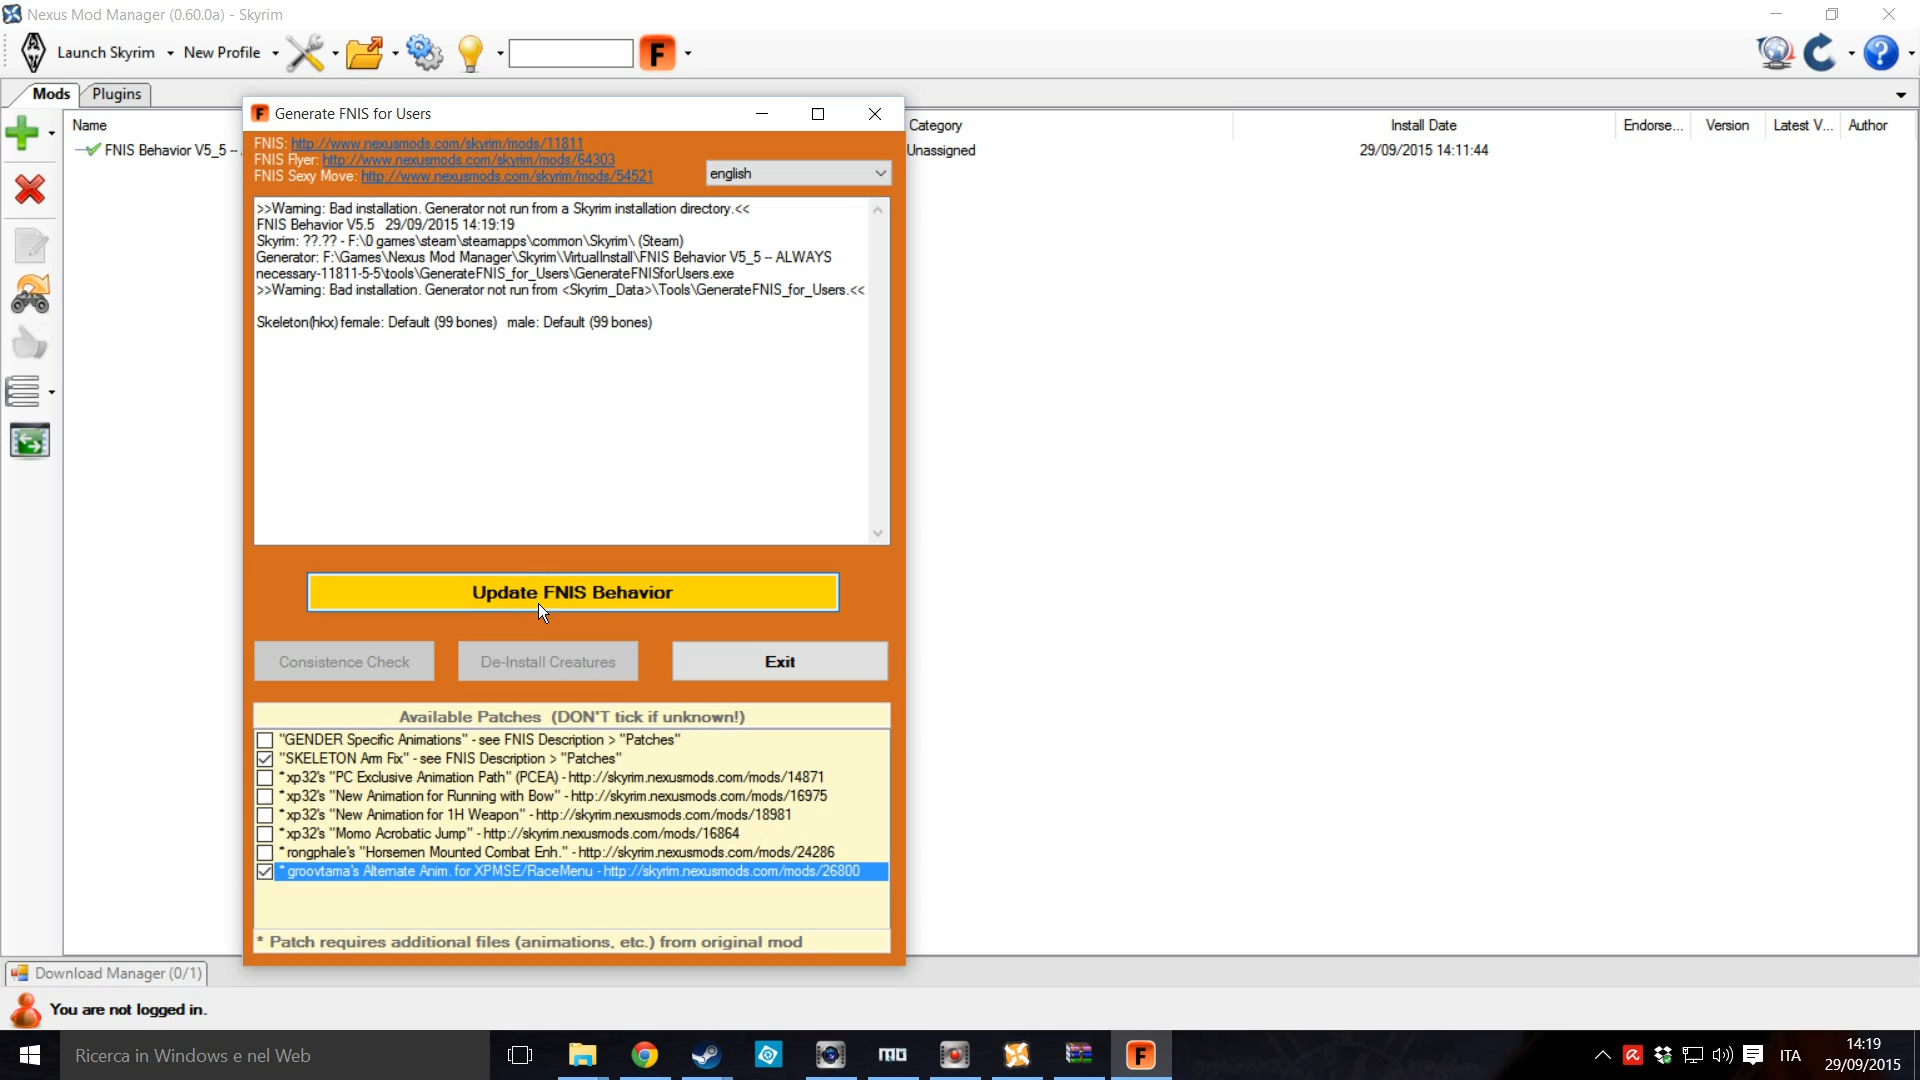 Nexus Mod Manager (0.60.0a) - Skyrim
Launch Skyrim
New Profile
F
Mods
Plugins
Name
Category
Install Date
Endorse...
Version
Latest V...
Author
FNIS Behavior V5_5 --
Unassigned
29/09/2015 14:11:44
F Generate FNIS for Users
FNIS: http://www.nexusmods.com/skyrim/mods/11811
FNIS Flyer: http://www.nexusmods.com/skyrim/mods/64303
FNIS Sexy Move: http://www.nexusmods.com/skyrim/mods/54521
english
>>Warning: Bad installation. Generator not run from a Skyrim installation directory.<<
FNIS Behavior V5.5   29/09/2015 14:19:19
Skyrim: ??.?? - F:\0 games\steam\steamapps\common\Skyrim\ (Steam)
Generator: F:\Games\Nexus Mod Manager\Skyrim\VirtualInstall\FNIS Behavior V5_5 -- ALWAYS
necessary-11811-5-5\tools\GenerateFNIS_for_Users\GenerateFNISforUsers.exe
>>Warning: Bad installation. Generator not run from <Skyrim_Data>\Tools\GenerateFNIS_for_Users.<<
Skeleton(hkx) female: Default (99 bones)   male: Default (99 bones)
Update FNIS Behavior
Consistence Check
De-Install Creatures
Exit
Available Patches  (DON'T tick if unknown!)
"GENDER Specific Animations" - see FNIS Description > "Patches"
"SKELETON Arm Fix" - see FNIS Description > "Patches"
* xp32's "PC Exclusive Animation Path" (PCEA) - http://skyrim.nexusmods.com/mods/14871
* xp32's "New Animation for Running with Bow" - http://skyrim.nexusmods.com/mods/16975
* xp32's "New Animation for 1H Weapon" - http://skyrim.nexusmods.com/mods/18981
* xp32's "Momo Acrobatic Jump" - http://skyrim.nexusmods.com/mods/16864
* rongphale's "Horsemen Mounted Combat Enh." - http://skyrim.nexusmods.com/mods/24286
* groovtama's Alternate Anim. for XPMSE/RaceMenu - http://skyrim.nexusmods.com/mods/26800
* Patch requires additional files (animations, etc.) from original mod
Download Manager (0/1)
You are not logged in.
Ricerca in Windows e nel Web
F
ITA
14:19
29/09/2015